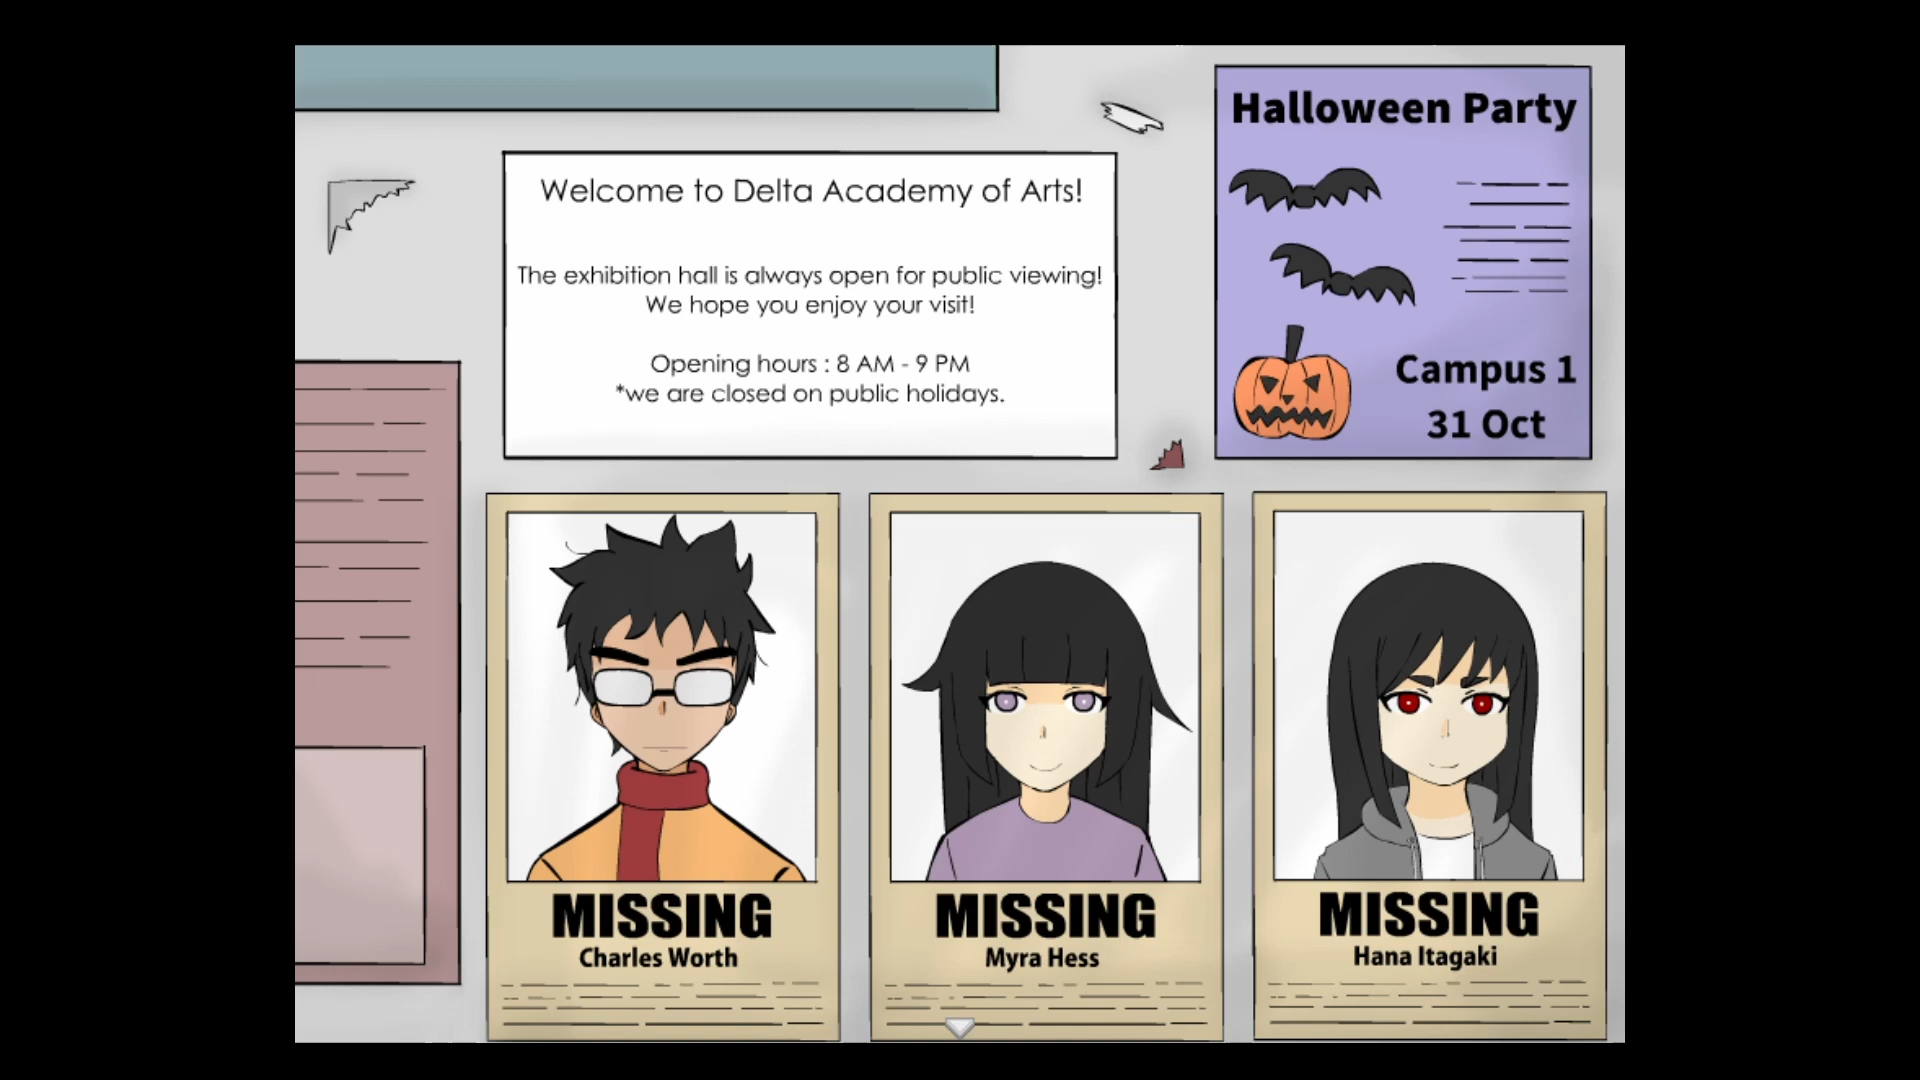 Welcome to Delta Academy of Arts!
The exhibition hall is always open for public viewing!
We hope you enjoy your visit!
Opening hours : 8 AM - 9 PM
*we are closed on public holidays.
Halloween Party
Campus 1
31 Oct
MISSING
Charles Worth
MISSING
Myra Hess
MISSING
Hana Itagaki